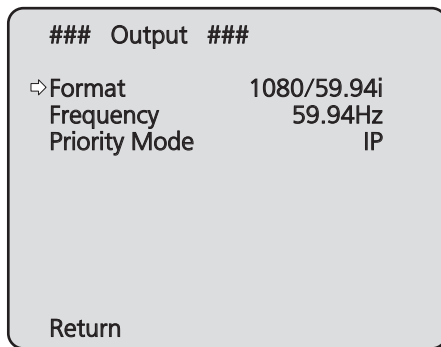 ### Output ###
⇨Format 1080/59.94i
Frequency 59.94Hz
Priority Mode IP
Return